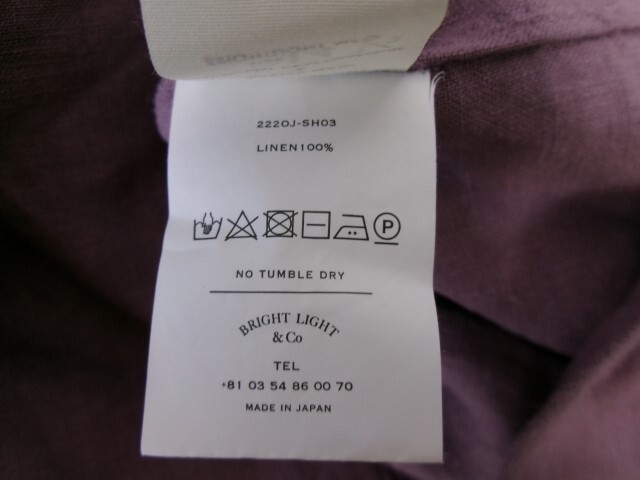 2220J-SH03
LINEN100%
P
NO TUMBLE DRY
BRIGHT LIGHT
& Co
TEL
+81 03 54 86 00 70
MADE IN JAPAN